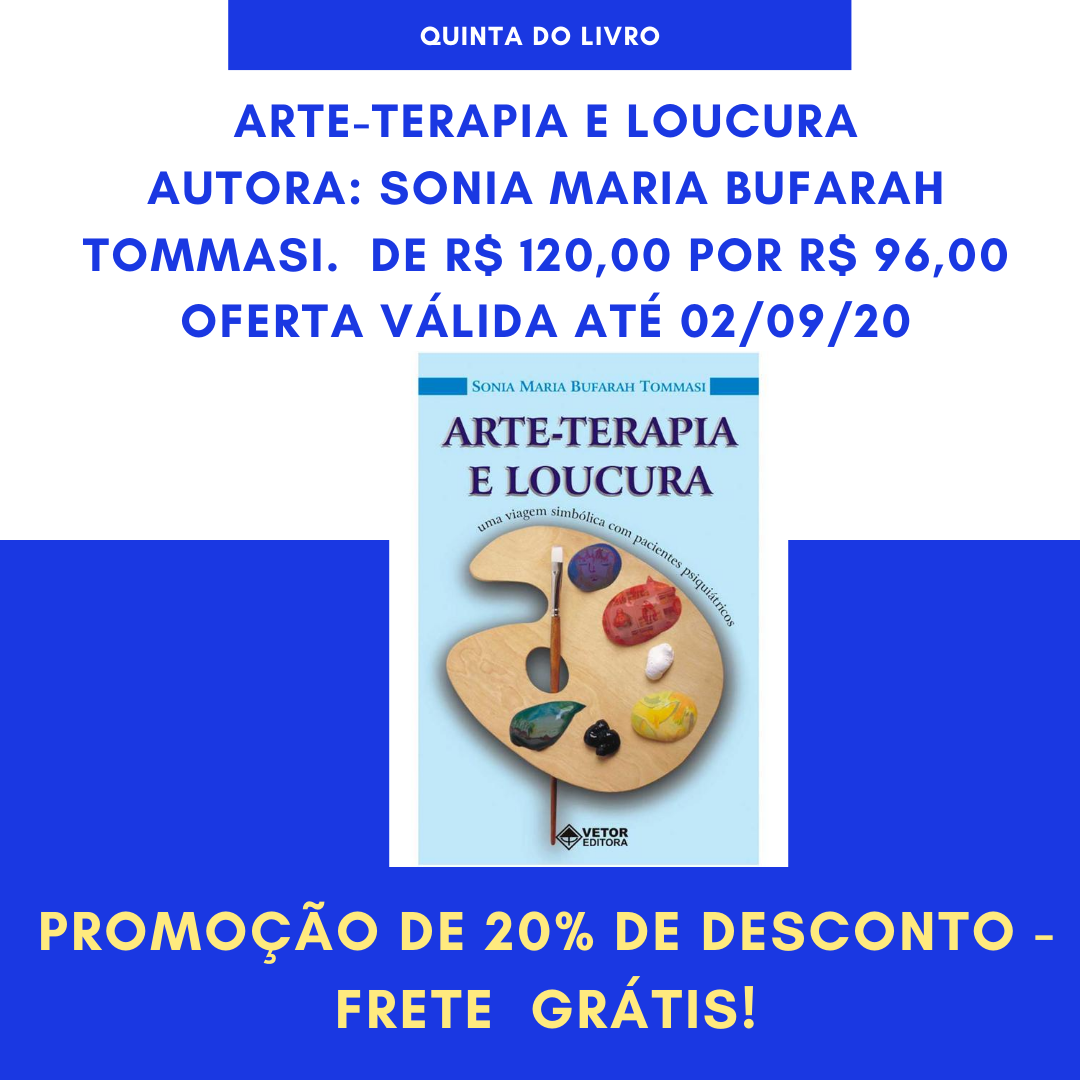 QUINTA DO LIVRO
ARTE-TERAPIA E LOUCURA
AUTORA: SONIA MARIA BUFARAH
TOMMASI. DE R$ 120,00 POR R$ 96,00
OFERTA VÁLIDA ATÉ 02/09/20
SONIA MARIA BUFARAH TOMMASI
ARTE-TERAPIA
E LOUCURA
uma viagem simbólica com pacientes psiquiátricos
VETOR
EDITORA
PROMOÇÃO DE 20% DE DESCONTO -
FRETE GRÁTIS!